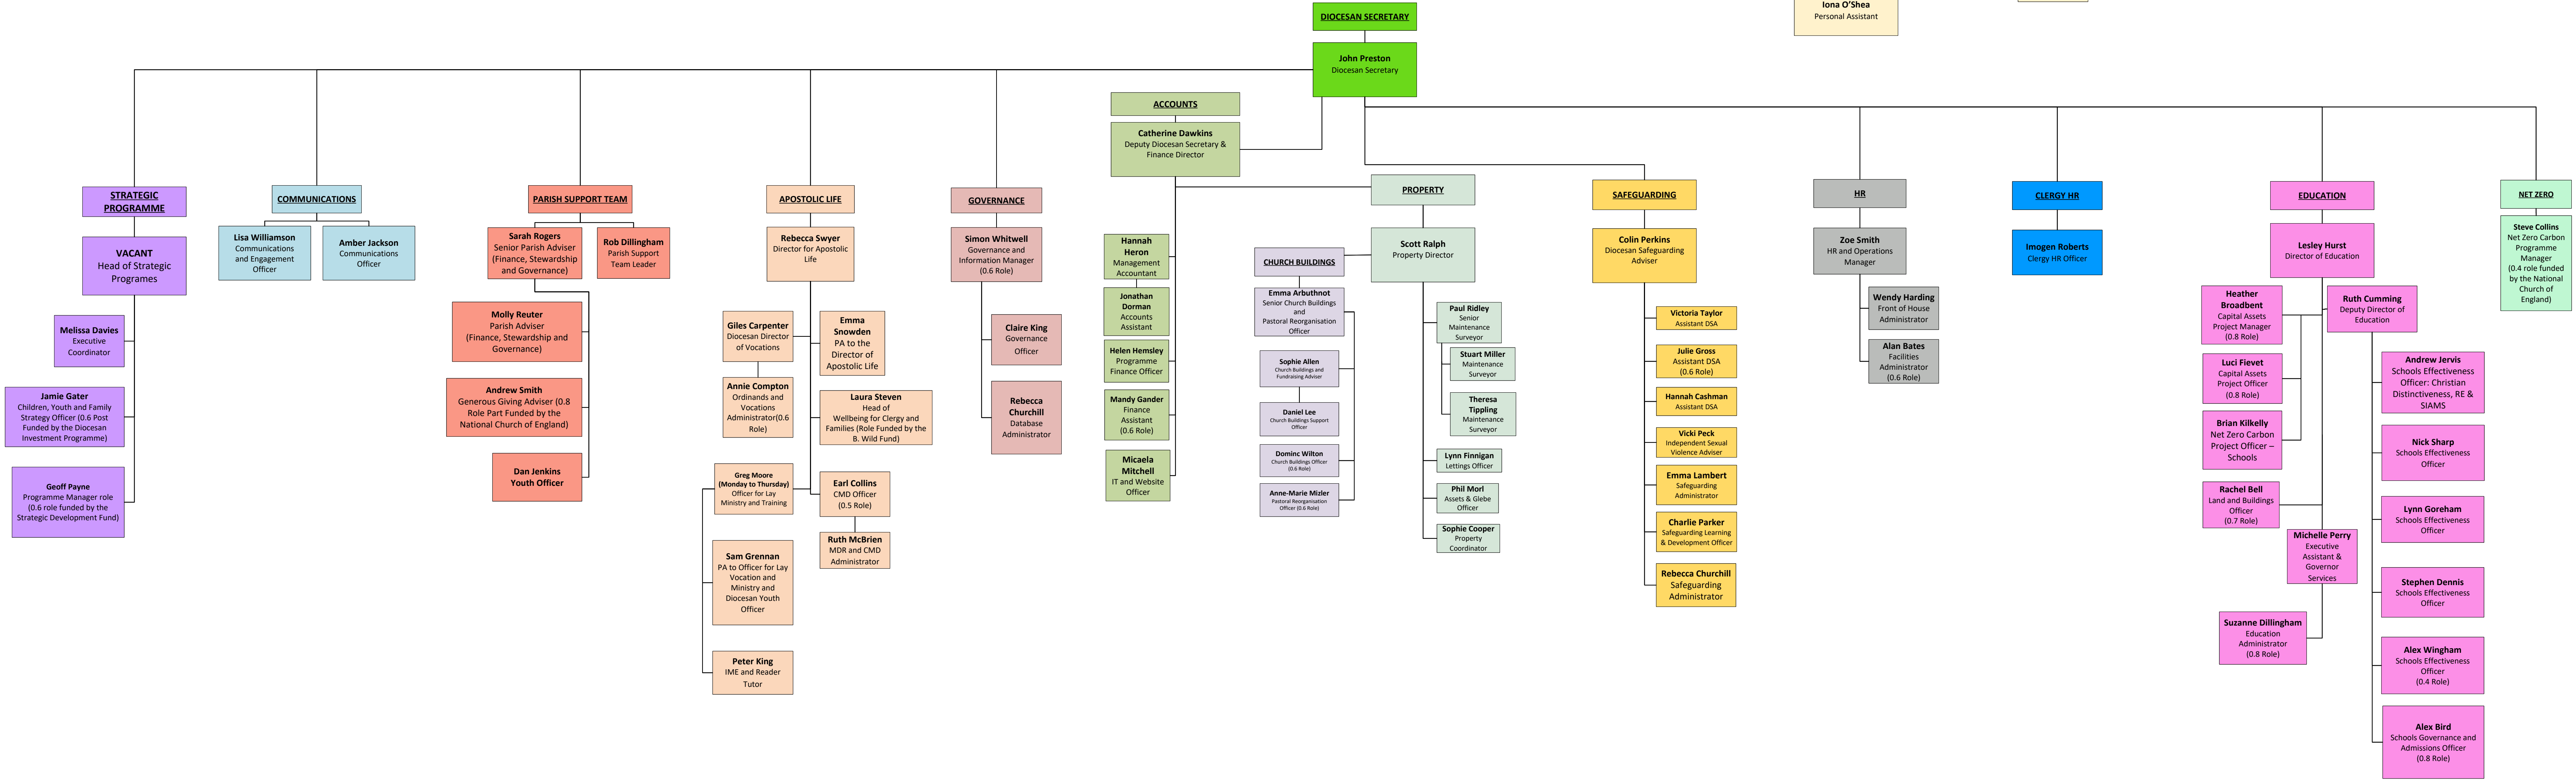 Iona O'Shea
Personal Assistant
DIOCESAN SECRETARY
John Preston
Diocesan Secretary
ACCOUNTS
Catherine Dawkins
Deputy Diocesan Secretary &
Finance Director
STRATEGIC
PROGRAMME
VACANT
Head of Strategic
Programes
Melissa Davies
Executive
Coordinator
Jamie Gater
Children, Youth and Family
Strategy Officer (0.6 Post
Funded by the Diocesan
Investment Programme)
Geoff Payne
Programme Manager role
(0.6 role funded by the
Strategic Development Fund)
COMMUNICATIONS
Lisa Williamson
Communications
and Engagement
Officer
Amber Jackson
Communications
Officer
PARISH SUPPORT TEAM
Sarah Rogers
Senior Parish Adviser
(Finance, Stewardship
and Governance)
Rob Dillingham
Parish Support
Team Leader
Molly Reuter
Parish Adviser
(Finance, Stewardship and
Governance)
Andrew Smith
Generous Giving Adviser (0.8
Role Part Funded by the
National Church of England)
Dan Jenkins
Youth Officer
APOSTOLIC LIFE
Rebecca Swyer
Director for Apostolic
Life
Giles Carpenter
Diocesan Director
of Vocations
Emma
Snowden
PA to the
Director of
Apostolic Life
Annie Compton
Ordinands and
Vocations
Administrator(0.6
Role)
Laura Steven
Head of
Wellbeing for Clergy and
Families (Role Funded by the
B. Wild Fund)
Greg Moore
(Monday to Thursday)
Officer for Lay
Ministry and Training
Earl Collins
CMD Officer
(0.5 Role)
Ruth McBrien
MDR and CMD
Administrator
Sam Grennan
PA to Officer for Lay
Vocation and
Ministry and
Diocesan Youth
Officer
Peter King
IME and Reader
Tutor
GOVERNANCE
Simon Whitwell
Governance and
Information Manager
(0.6 Role)
Claire King
Governance
Officer
Rebecca
Churchill
Database
Administrator
Hannah
Heron
Management
Accountant
Jonathan
Dorman
Accounts
Assistant
Helen Hemsley
Programme
Finance Officer
Mandy Gander
Finance
Assistant
(0.6 Role)
Micaela
Mitchell
IT and Website
Officer
PROPERTY
Scott Ralph
Property Director
CHURCH BUILDINGS
Emma Arbuthnot
Senior Church Buildings
and
Pastoral Reorganisation
Officer
Sophie Allen
Church Buildings and
Fundraising Adviser
Daniel Lee
Church Buildings Support
Officer
Dominc Wilton
Church Buildings Officer
(0.6 Role)
Anne-Marie Mizler
Pastoral Reorganisation
Officer (0.6 Role)
Paul Ridley
Senior
Maintenance
Surveyor
Stuart Miller
Maintenance
Surveyor
Theresa
Tippling
Maintenance
Surveyor
Lynn Finnigan
Lettings Officer
Phil Morl
Assets & Glebe
Officer
Sophie Cooper
Property
Coordinator
SAFEGUARDING
Colin Perkins
Diocesan Safeguarding
Adviser
Victoria Taylor
Assistant DSA
Julie Gross
Assistant DSA
(0.6 Role)
Hannah Cashman
Assistant DSA
Vicki Peck
Independent Sexual
Violence Adviser
Emma Lambert
Safeguarding
Administrator
Charlie Parker
Safeguarding Learning
& Development Officer
Rebecca Churchill
Safeguarding
Administrator
HR
Zoe Smith
HR and Operations
Manager
Wendy Harding
Front of House
Administrator
Alan Bates
Facilities
Administrator
(0.6 Role)
CLERGY HR
Imogen Roberts
Clergy HR Officer
EDUCATION
Lesley Hurst
Director of Education
Heather
Broadbent
Capital Assets
Project Manager
(0.8 Role)
Ruth Cumming
Deputy Director of
Education
Luci Fievet
Capital Assets
Project Officer
(0.8 Role)
Brian Kilkelly
Net Zero Carbon
Project Officer –
Schools
Rachel Bell
Land and Buildings
Officer
(0.7 Role)
Michelle Perry
Executive
Assistant &
Governor
Services
Suzanne Dillingham
Education
Administrator
(0.8 Role)
Andrew Jervis
Schools Effectiveness
Officer: Christian
Distinctiveness, RE &
SIAMS
Nick Sharp
Schools Effectiveness
Officer
Lynn Goreham
Schools Effectiveness
Officer
Stephen Dennis
Schools Effectiveness
Officer
Alex Wingham
Schools Effectiveness
Officer
(0.4 Role)
Alex Bird
Schools Governance and
Admissions Officer
(0.8 Role)
NET ZERO
Steve Collins
Net Zero Carbon
Programme
Manager
(0.4 role funded
by the National
Church of
England)